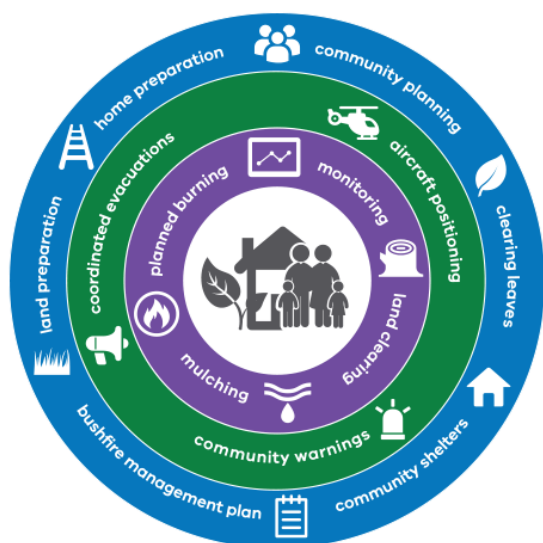 home preparation
community planning
clearing leaves
community shelters
bushfire management plan
land preparation
coordinated evacuations
aircraft positioning
community warnings
planned burning
monitoring
land clearing
mulching